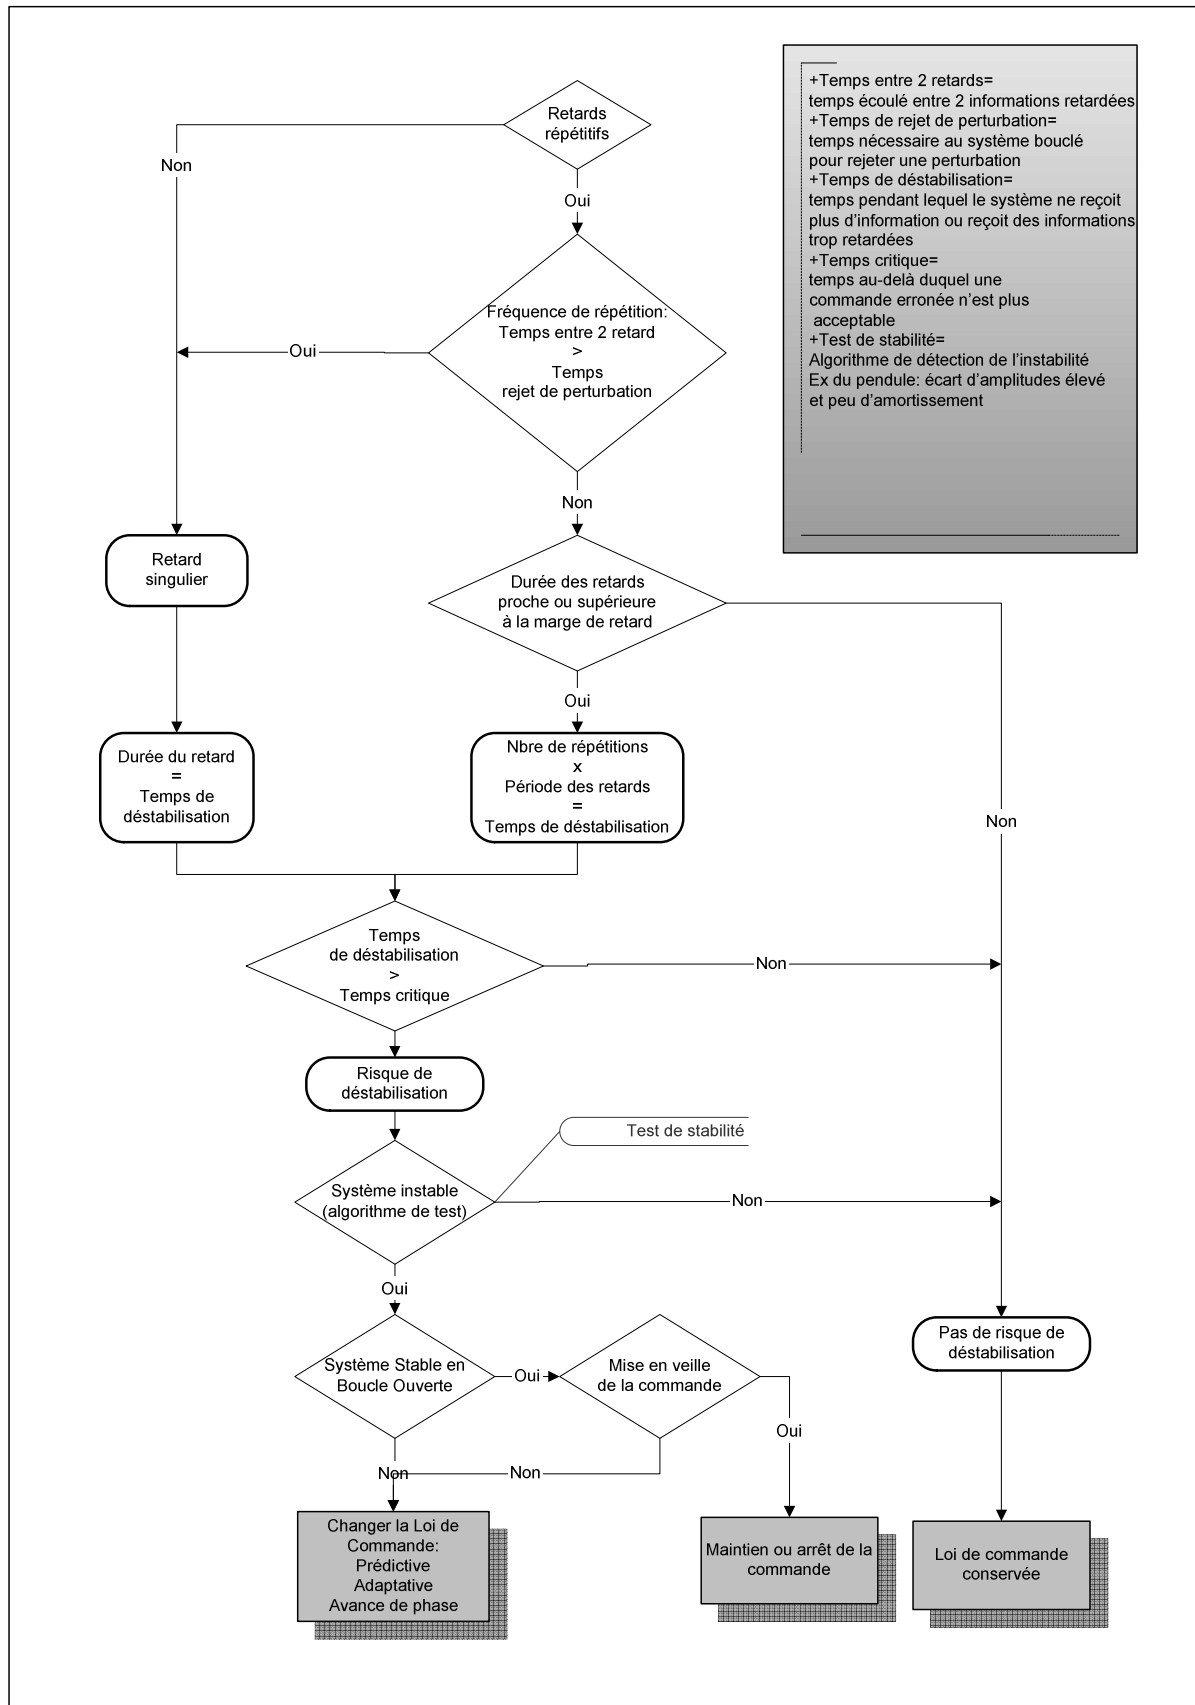 Retards
répétitifs
Non
Oui
Fréquence de répétition:
Temps entre 2 retard
>
Temps
rejet de perturbation
Oui
Non
+Temps entre 2 retards=
temps écoulé entre 2 informations retardées
+Temps de rejet de perturbation=
temps nécessaire au système bouclé
pour rejeter une perturbation
+Temps de déstabilisation=
temps pendant lequel le système ne reçoit
plus d’information ou reçoit des informations
trop retardées
+Temps critique=
temps au-delà duquel une
commande erronée n’est plus
acceptable
+Test de stabilité=
Algorithme de détection de l’instabilité
Ex du pendule: écart d’amplitudes élevé
et peu d’amortissement
Retard
singulier
Durée des retards
proche ou supérieure
à la marge de retard
Oui
Non
Durée du retard
=
Temps de
déstabilisation
Nbre de répétitions
x
Période des retards
=
Temps de déstabilisation
Temps
de déstabilisation
>
Temps critique
Non
Risque de
déstabilisation
Test de stabilité
Système instable
(algorithme de test)
Non
Oui
Système Stable en
Boucle Ouverte
Oui
Mise en veille
de la commande
Oui
Non
Non
Pas de risque de
déstabilisation
Changer la Loi de
Commande:
Prédictive
Adaptative
Avance de phase
Maintien ou arrêt de la
commande
Loi de commande
conservée